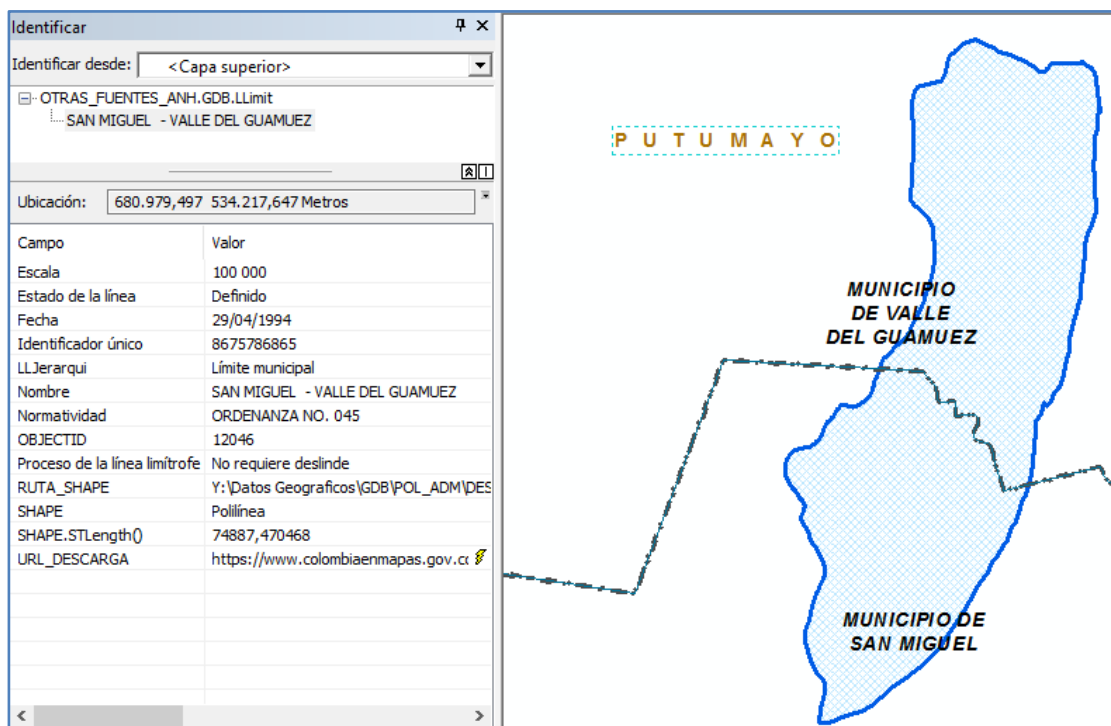 Identificar
Identificar desde: <Capa superior>
OTRAS_FUENTES_ANH.GDB.LLimit
SAN MIGUEL  - VALLE DEL GUAMUEZ
Ubicación: 680.979,497 534.217,647 Metros
Campo Valor
Escala 100 000
Estado de la línea Definido
Fecha 29/04/1994
Identificador único 8675786865
LLJerarqui Límite municipal
Nombre SAN MIGUEL  - VALLE DEL GUAMUEZ
Normatividad ORDENANZA NO. 045
OBJECTID 12046
Proceso de la línea limítrofe No requiere deslinde
RUTA_SHAPE Y:\Datos Geograficos\GDB\POL_ADM\DES
SHAPE Polilínea
SHAPE.STLength() 74887,470468
URL_DESCARGA https://www.colombiaenmapas.gov.cc
P U T U M A Y O
MUNICIPIO
DE VALLE
DEL GUAMUEZ
MUNICIPIO DE
SAN MIGUEL